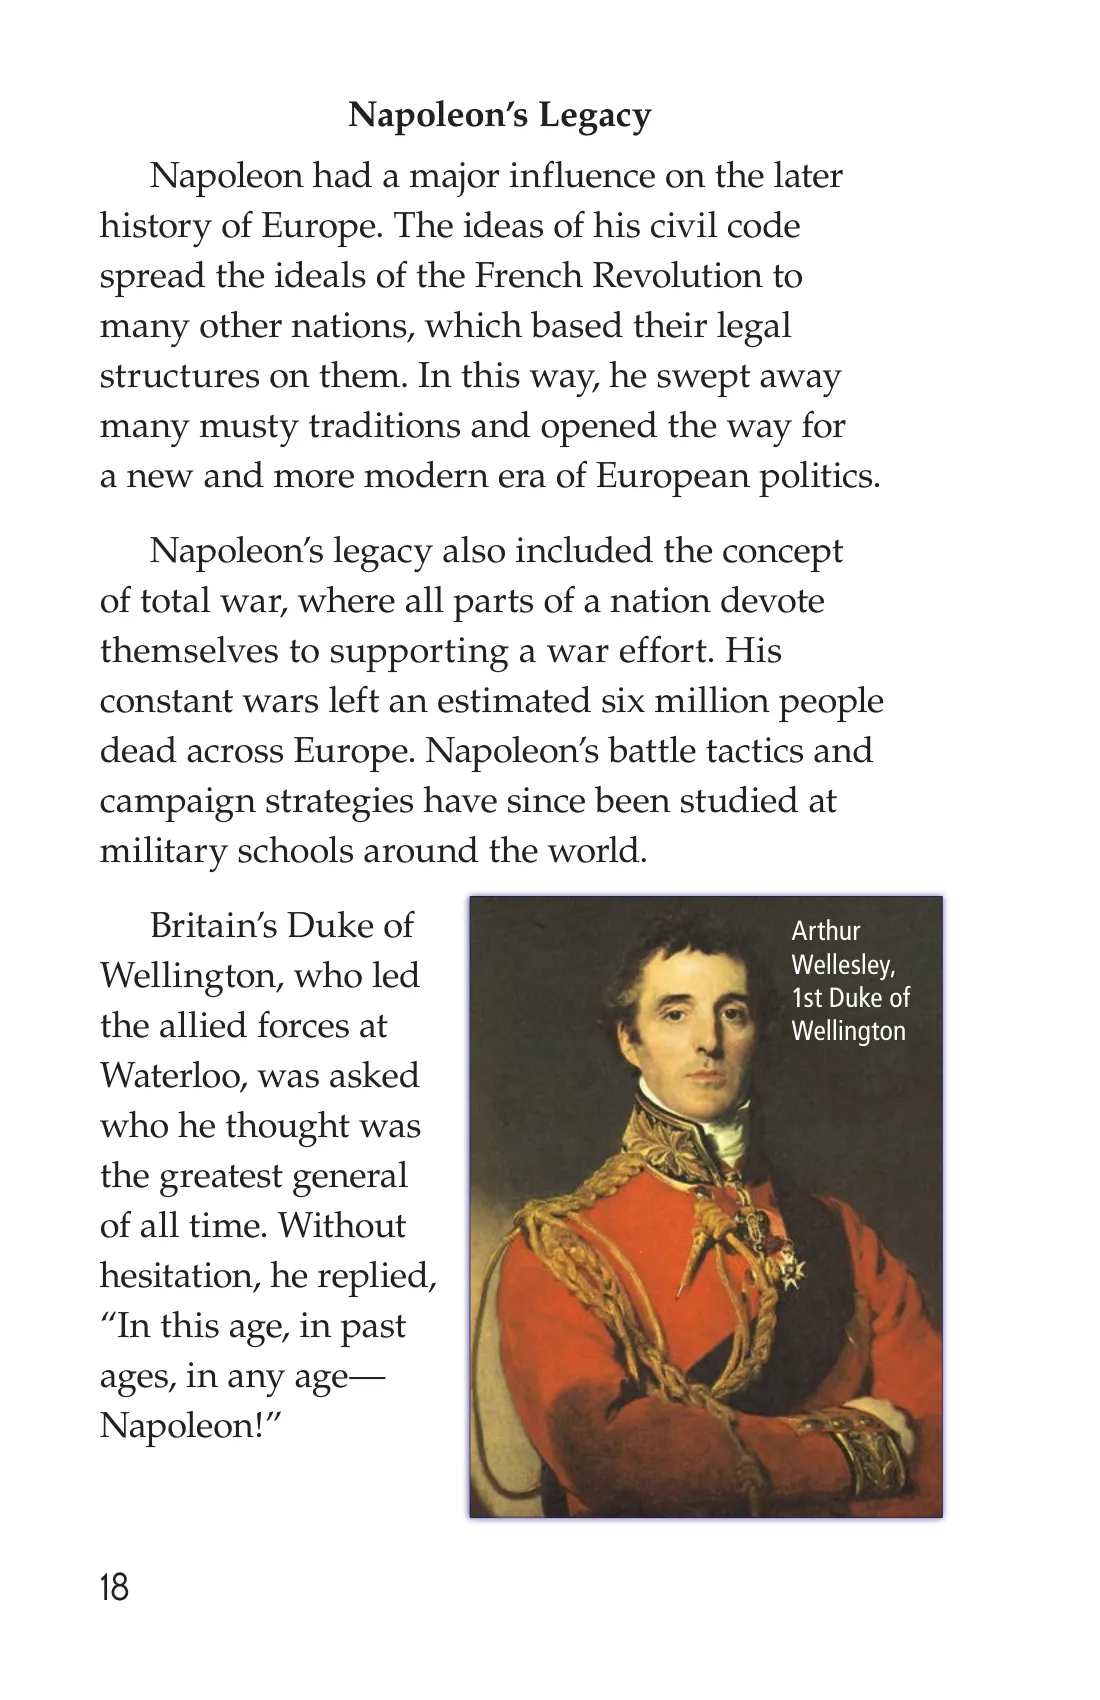 Napoleon’s Legacy
Napoleon had a major influence on the later
history of Europe. The ideas of his civil code
spread the ideals of the French Revolution to
many other nations, which based their legal
structures on them. In this way, he swept away
many musty traditions and opened the way for
a new and more modern era of European politics.
Napoleon’s legacy also included the concept
of total war, where all parts of a nation devote
themselves to supporting a war effort. His
constant wars left an estimated six million people
dead across Europe. Napoleon’s battle tactics and
campaign strategies have since been studied at
military schools around the world.
Britain’s Duke of
Wellington, who led
the allied forces at
Waterloo, was asked
who he thought was
the greatest general
of all time. Without
hesitation, he replied,
“In this age, in past
ages, in any age—
Napoleon!”
Arthur
Wellesley,
1st Duke of
Wellington
18